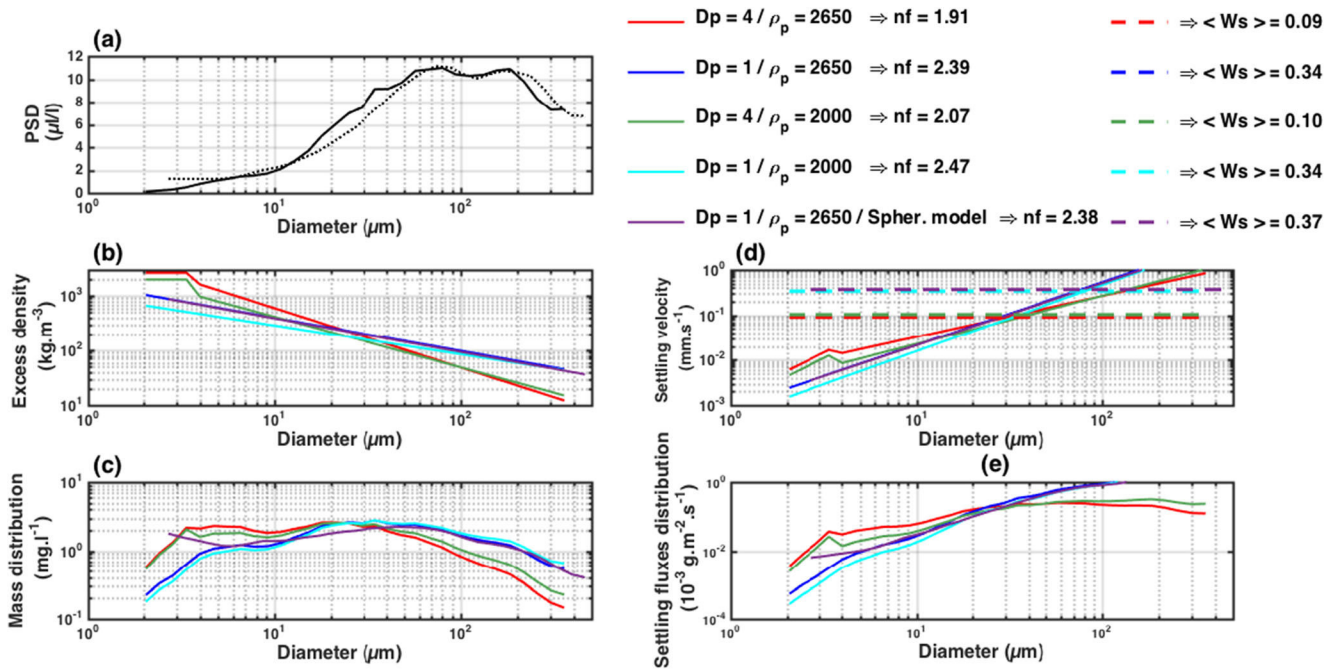 Dp = 4 / ρp = 2650 ⇒ nf = 1.91
⇒ < Ws > = 0.09
Dp = 1 / ρp = 2650 ⇒ nf = 2.39
⇒ < Ws > = 0.34
Dp = 4 / ρp = 2000 ⇒ nf = 2.07
⇒ < Ws > = 0.10
Dp = 1 / ρp = 2000 ⇒ nf = 2.47
⇒ < Ws > = 0.34
Dp = 1 / ρp = 2650 / Spher. model ⇒ nf = 2.38
⇒ < Ws > = 0.37
(a)
PSD
(µl/l)
12
10
8
6
4
2
0
10⁰
10¹
10²
Diameter (µm)
(b)
Excess density
(kg.m⁻³)
10³
10²
10¹
10⁰
10¹
10²
Diameter (µm)
(c)
Mass distribution
(mg.l⁻¹)
10¹
10⁰
10⁻¹
10⁰
10¹
10²
Diameter (µm)
(d)
Settling velocity
(mm.s⁻¹)
10⁰
10⁻¹
10⁻²
10⁻³
10⁰
10¹
10²
Diameter (µm)
(e)
Settling fluxes distribution
(10⁻³ g.m⁻².s⁻¹)
10⁰
10⁻²
10⁻⁴
10⁰
10¹
10²
Diameter (µm)